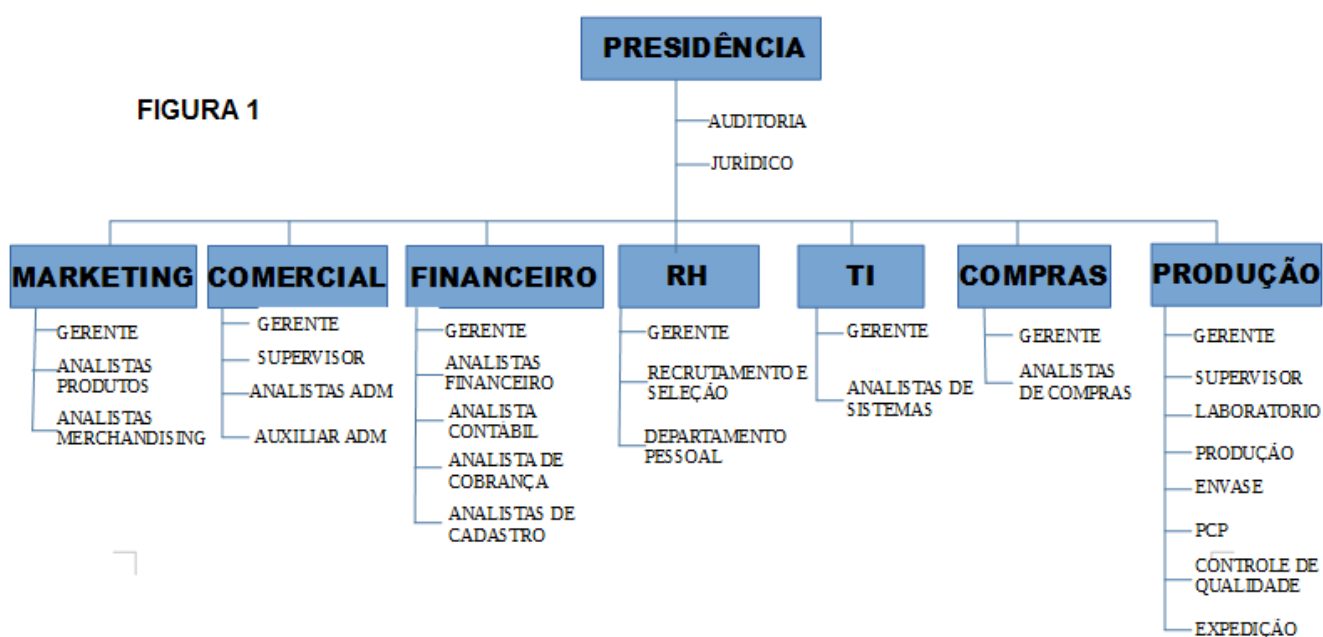 PRESIDÊNCIA
FIGURA 1
AUDITORIA
JURÍDICO
MARKETING
GERENTE
ANALISTAS
PRODUTOS
ANALISTAS
MERCHANDISING
COMERCIAL
GERENTE
SUPERVISOR
ANALISTAS ADM
AUXILIAR ADM
FINANCEIRO
GERENTE
ANALISTAS
FINANCEIRO
ANALISTA
CONTÁBIL
ANALISTA DE
COBRANÇA
ANALISTAS DE
CADASTRO
RH
GERENTE
RECRUTAMENTO E
SELEÇÃO
DEPARTAMENTO
PESSOAL
TI
GERENTE
ANALISTAS DE
SISTEMAS
COMPRAS
GERENTE
ANALISTAS
DE COMPRAS
PRODUÇÃO
GERENTE
SUPERVISOR
LABORATORIO
PRODUÇÃO
ENVASE
PCP
CONTROLE DE
QUALIDADE
EXPEDIÇÃO